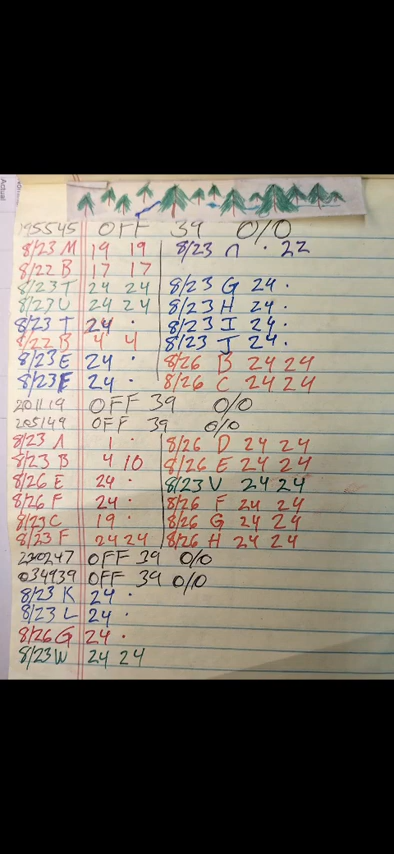 195545 OFF 39 0/0
8/23 M 19 19 8/23 n · 22
8/22 B 17 17
8/23 T 24 24 8/23 G 24 ·
8/23 U 24 24 8/23 H 24 ·
8/23 T 24 · 8/23 I 24 ·
8/22 B 4 4 8/23 J 24 ·
8/23 E 24 · 8/26 B 24 24
8/23 F 24 · 8/26 C 24 24
201119 OFF 39 0/0
205149 OFF 39 0/0
8/23 A 1 · 8/26 D 24 24
8/23 B 4 10 8/26 E 24 24
8/26 E 24 · 8/23 V 24 24
8/26 F 24 · 8/26 F 24 24
8/23 C 19 · 8/26 G 24 24
8/23 F 24 24 8/26 H 24 24
230247 OFF 39 0/0
034939 OFF 39 0/0
8/23 K 24 ·
8/23 L 24 ·
8/26 G 24 ·
8/23 W 24 24
Actual